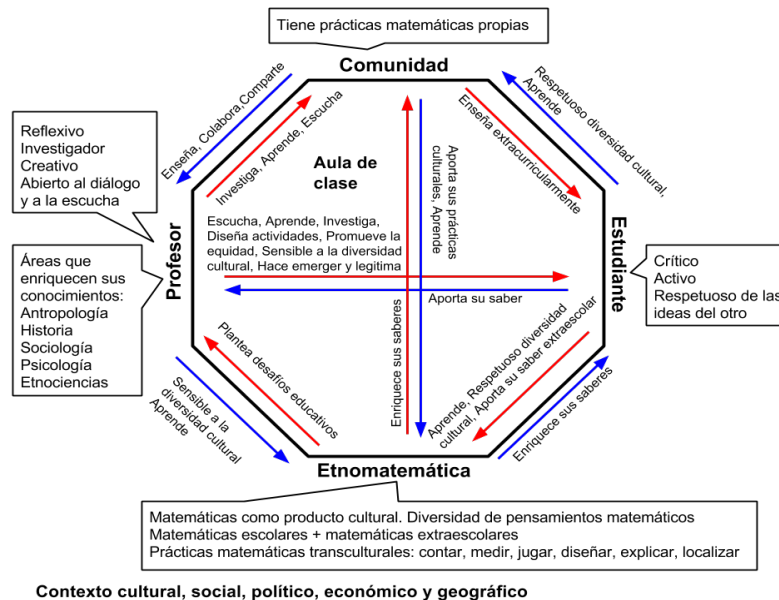 Tiene prácticas matemáticas propias
Comunidad
Enseña, Colabora,Comparte
Investiga, Aprende, Escucha
Respetuoso diversidad cultural,
Aprende
Enseña extracurricularmente
Aporta sus prácticas
culturales, Aprende
Reflexivo
Investigador
Creativo
Abierto al diálogo
y a la escucha
Aula de
clase
Escucha, Aprende, Investiga,
Diseña actividades, Promueve la
equidad, Sensible a la diversidad
cultural, Hace emerger y legitima
Profesor
Estudiante
Áreas que
enriquecen sus
conocimientos:
Antropología
Historia
Sociología
Psicología
Etnociencias
Crítico
Activo
Respetuoso de las
ideas del otro
Aporta su saber
Enriquece sus saberes
Plantea desafíos educativos
Sensible a la
diversidad cultural
Aprende
Aprende, Respetuoso diversidad
cultural, Aporta su saber extraescolar
Enriquece sus saberes
Etnomatemática
Matemáticas como producto cultural. Diversidad de pensamientos matemáticos
Matemáticas escolares + matemáticas extraescolares
Prácticas matemáticas transculturales: contar, medir, jugar, diseñar, explicar, localizar
Contexto cultural, social, político, económico y geográfico